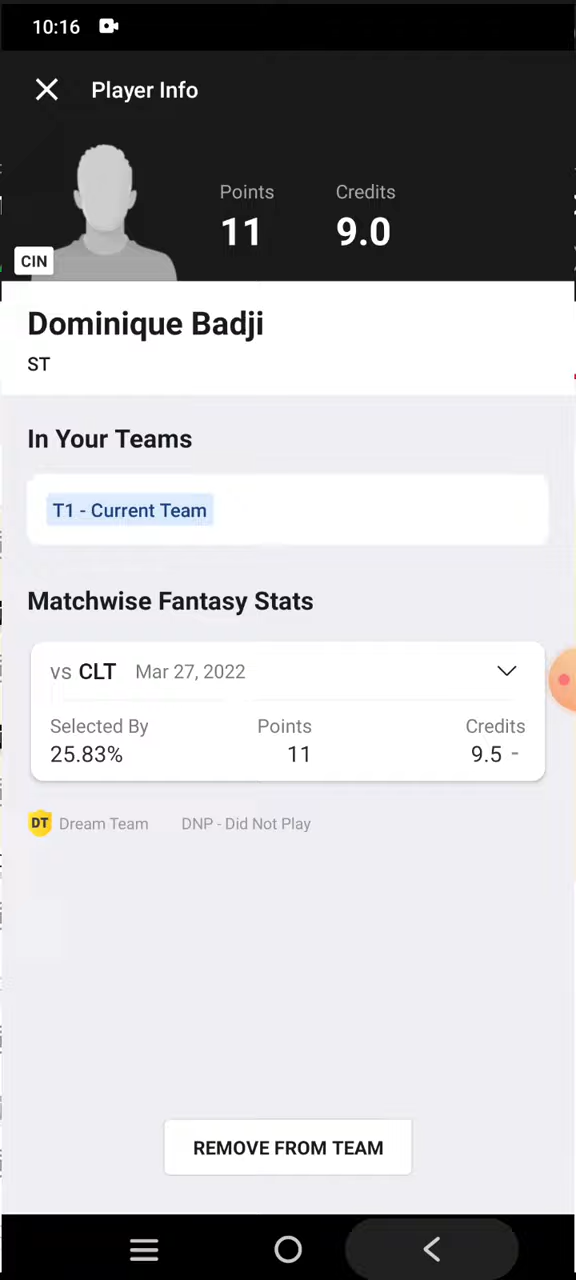 10:16
Player Info
Points Credits
11 9.0
CIN
Dominique Badji
ST
In Your Teams
T1 - Current Team
Matchwise Fantasy Stats
vs CLT Mar 27, 2022
Selected By Points Credits
25.83% 11 9.5 -
DT Dream Team DNP - Did Not Play
REMOVE FROM TEAM